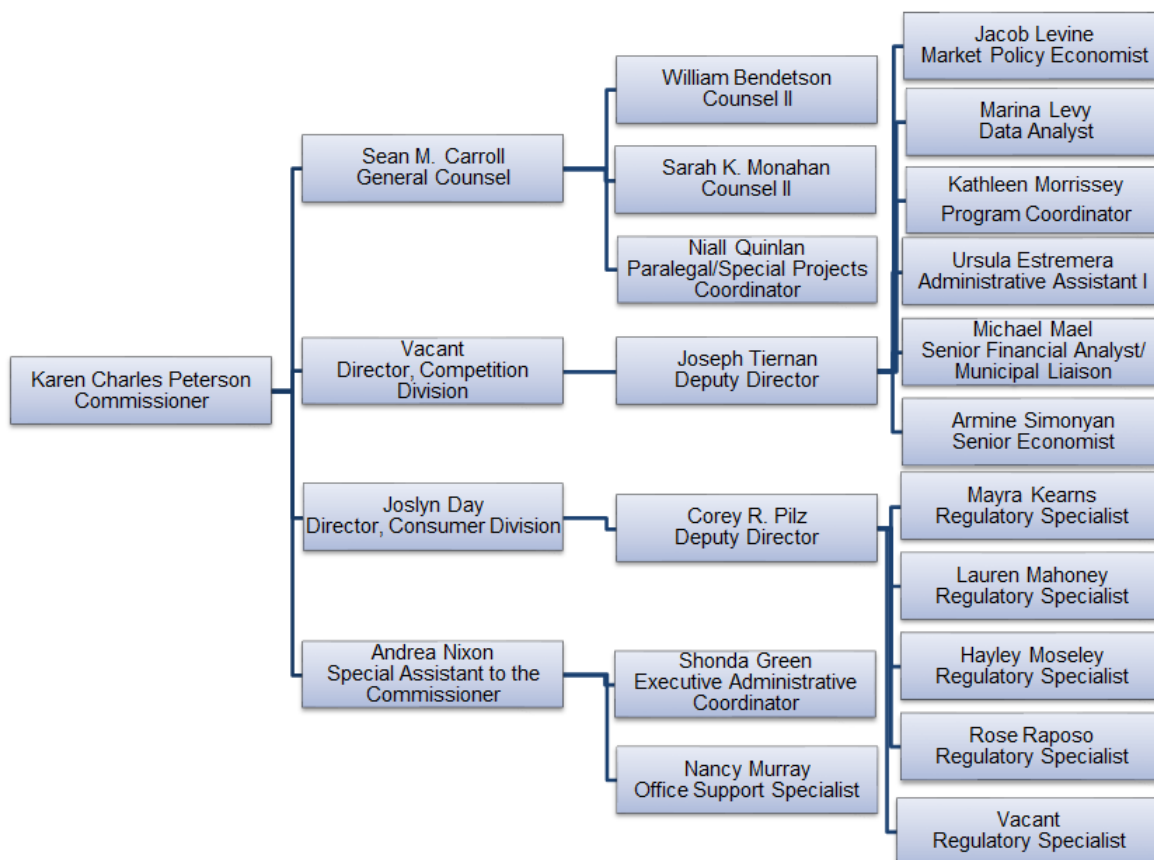 Karen Charles Peterson
Commissioner
Sean M. Carroll
General Counsel
William Bendetson
Counsel II
Sarah K. Monahan
Counsel II
Niall Quinlan
Paralegal/Special Projects
Coordinator
Vacant
Director, Competition
Division
Joseph Tiernan
Deputy Director
Jacob Levine
Market Policy Economist
Marina Levy
Data Analyst
Kathleen Morrissey
Program Coordinator
Ursula Estremera
Administrative Assistant I
Michael Mael
Senior Financial Analyst/
Municipal Liaison
Armine Simonyan
Senior Economist
Joslyn Day
Director, Consumer Division
Corey R. Pilz
Deputy Director
Mayra Kearns
Regulatory Specialist
Lauren Mahoney
Regulatory Specialist
Hayley Moseley
Regulatory Specialist
Rose Raposo
Regulatory Specialist
Vacant
Regulatory Specialist
Andrea Nixon
Special Assistant to the
Commissioner
Shonda Green
Executive Administrative
Coordinator
Nancy Murray
Office Support Specialist